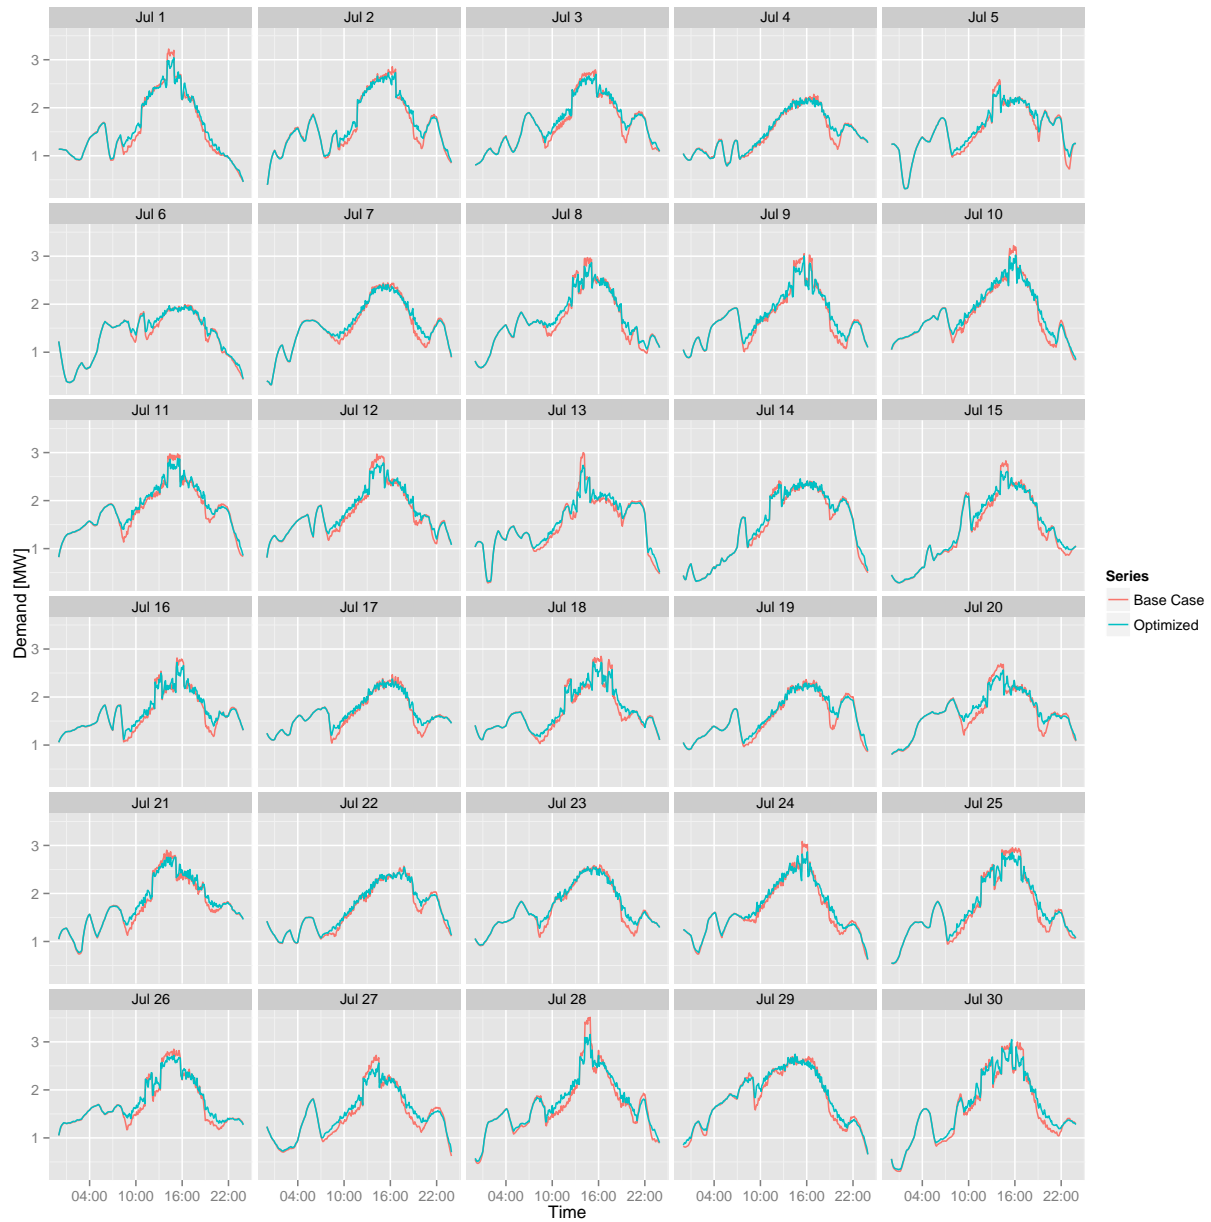 Jul 1 Jul 2 Jul 3 Jul 4 Jul 5
3
2
1
Jul 6 Jul 7 Jul 8 Jul 9 Jul 10
3
2
1
Jul 11 Jul 12 Jul 13 Jul 14 Jul 15
3
2
1
Jul 16 Jul 17 Jul 18 Jul 19 Jul 20
3
2
1
Jul 21 Jul 22 Jul 23 Jul 24 Jul 25
3
2
1
Jul 26 Jul 27 Jul 28 Jul 29 Jul 30
3
2
1
04:00 10:00 16:00 22:00 04:00 10:00 16:00 22:00 04:00 10:00 16:00 22:00 04:00 10:00 16:00 22:00 04:00 10:00 16:00 22:00
Time
Demand [MW]
Series
Base Case
Optimized